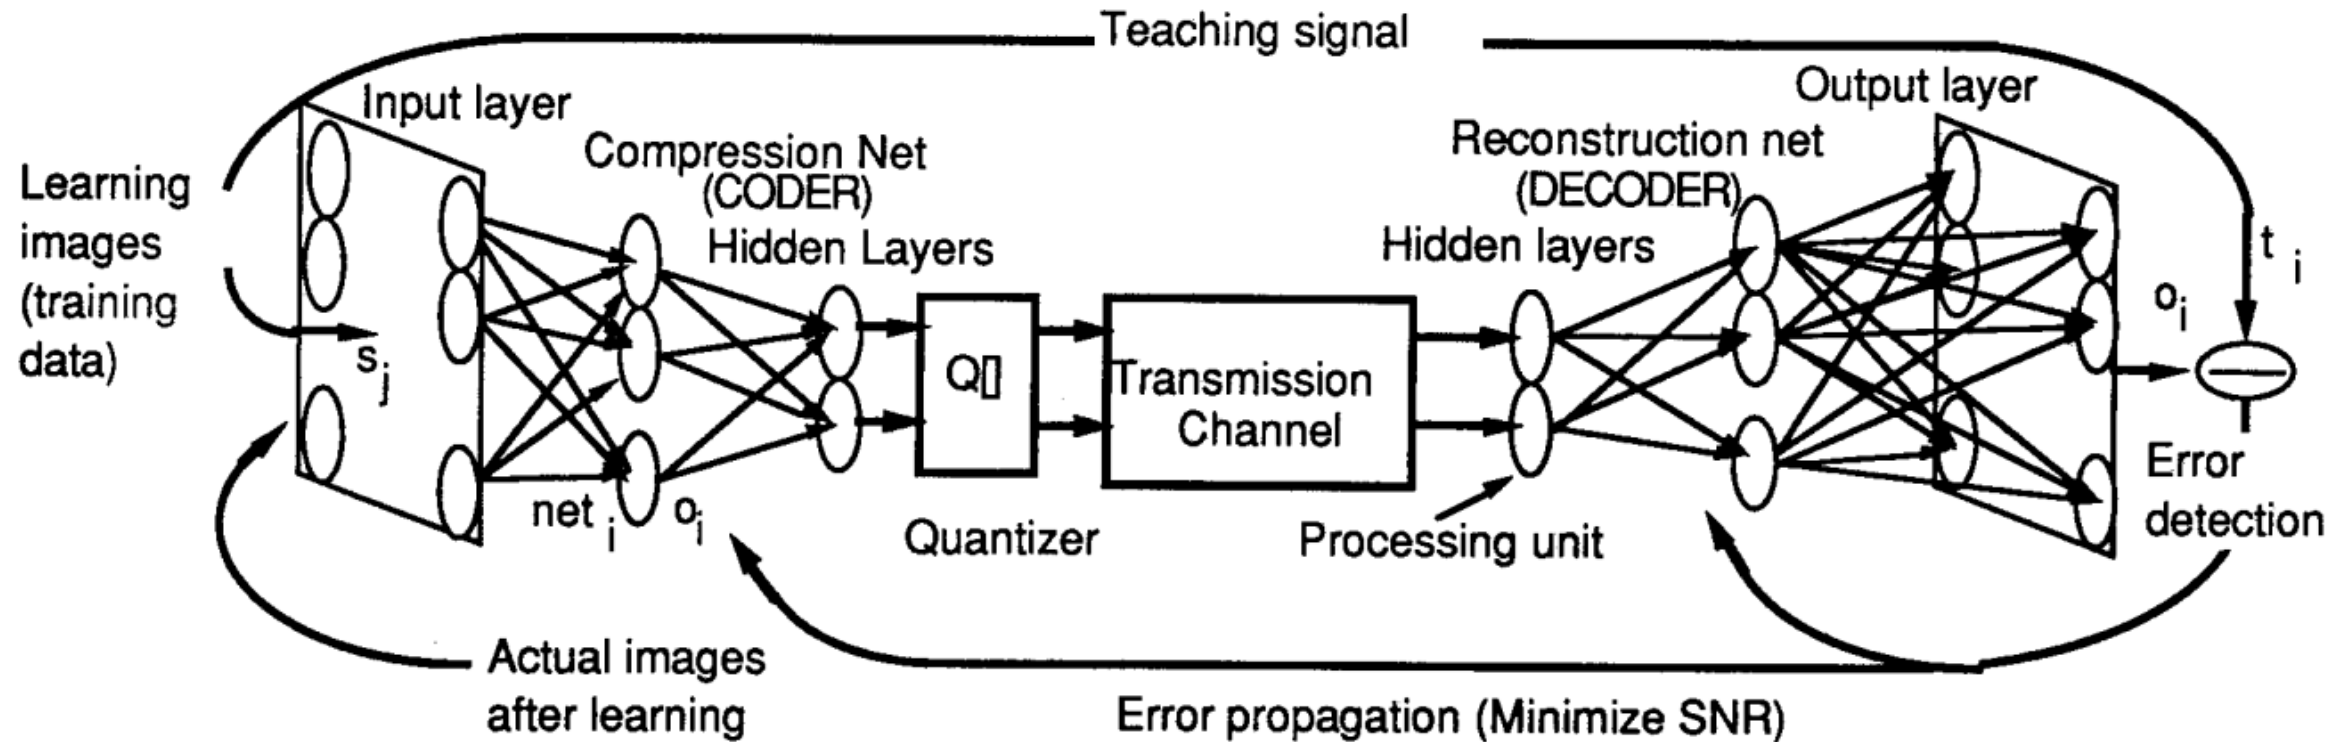 Teaching signal
Input layer
Output layer
Compression Net
(CODER)
Hidden Layers
Reconstruction net
(DECODER)
Hidden layers
Learning
images
(training
data)
s j
t i
o i
Q[]
Transmission
Channel
net i
o j
Quantizer
Processing unit
Error
detection
Actual images
after learning
Error propagation (Minimize SNR)